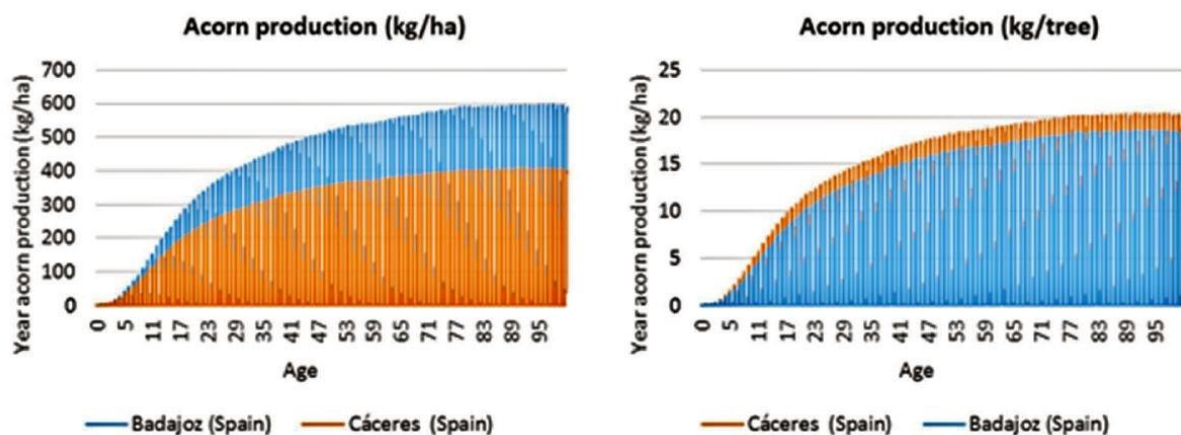 Acorn production (kg/ha)
Year acorn production (kg/ha)
700
600
500
400
300
200
100
0
0 5 11 17 23 29 35 41 47 53 59 65 71 77 83 89 95
Age
Badajoz (Spain) Cáceres (Spain)
Acorn production (kg/tree)
Year acorn production (kg/tree)
25
20
15
10
5
0
0 5 11 17 23 29 35 41 47 53 59 65 71 77 83 89 95
Age
Cáceres (Spain) Badajoz (Spain)